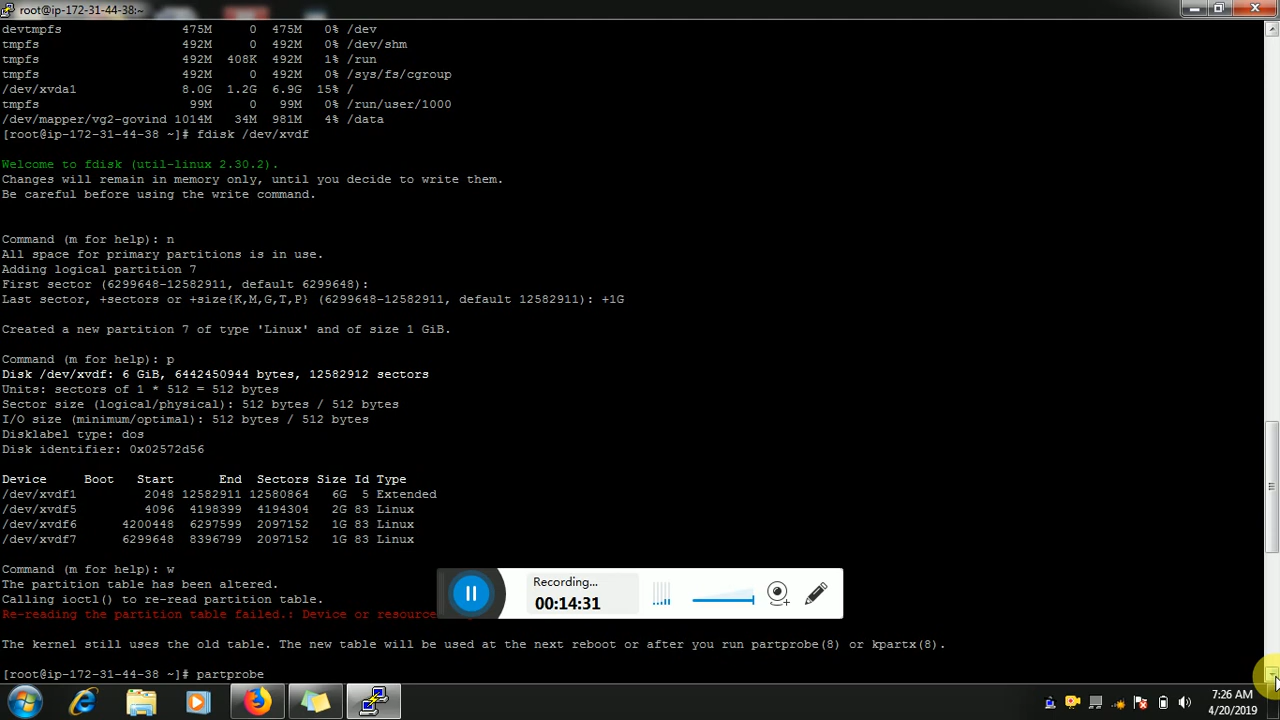 root@ip-172-31-44-38:~
devtmpfs 475M 0 475M 0% /dev
tmpfs 492M 0 492M 0% /dev/shm
tmpfs 492M 408K 492M 1% /run
tmpfs 492M 0 492M 0% /sys/fs/cgroup
/dev/xvda1 8.0G 1.2G 6.9G 15% /
tmpfs 99M 0 99M 0% /run/user/1000
/dev/mapper/vg2-govind 1014M 34M 981M 4% /data
[root@ip-172-31-44-38 ~]# fdisk /dev/xvdf
Welcome to fdisk (util-linux 2.30.2).
Changes will remain in memory only, until you decide to write them.
Be careful before using the write command.
Command (m for help): n
All space for primary partitions is in use.
Adding logical partition 7
First sector (6299648-12582911, default 6299648):
Last sector, +sectors or +size{K,M,G,T,P} (6299648-12582911, default 12582911): +1G
Created a new partition 7 of type 'Linux' and of size 1 GiB.
Command (m for help): p
Disk /dev/xvdf: 6 GiB, 6442450944 bytes, 12582912 sectors
Units: sectors of 1 * 512 = 512 bytes
Sector size (logical/physical): 512 bytes / 512 bytes
I/O size (minimum/optimal): 512 bytes / 512 bytes
Disklabel type: dos
Disk identifier: 0x02572d56
Device Boot Start End Sectors Size Id Type
/dev/xvdf1 2048 12582911 12580864 6G 5 Extended
/dev/xvdf5 4096 4198399 4194304 2G 83 Linux
/dev/xvdf6 4200448 6297599 2097152 1G 83 Linux
/dev/xvdf7 6299648 8396799 2097152 1G 83 Linux
Command (m for help): w
The partition table has been altered.
Calling ioctl() to re-read partition table.
Re-reading the partition table failed.: Device or resource
Recording...
00:14:31
The kernel still uses the old table. The new table will be used at the next reboot or after you run partprobe(8) or kpartx(8).
[root@ip-172-31-44-38 ~]# partprobe
7:26 AM
4/20/2019